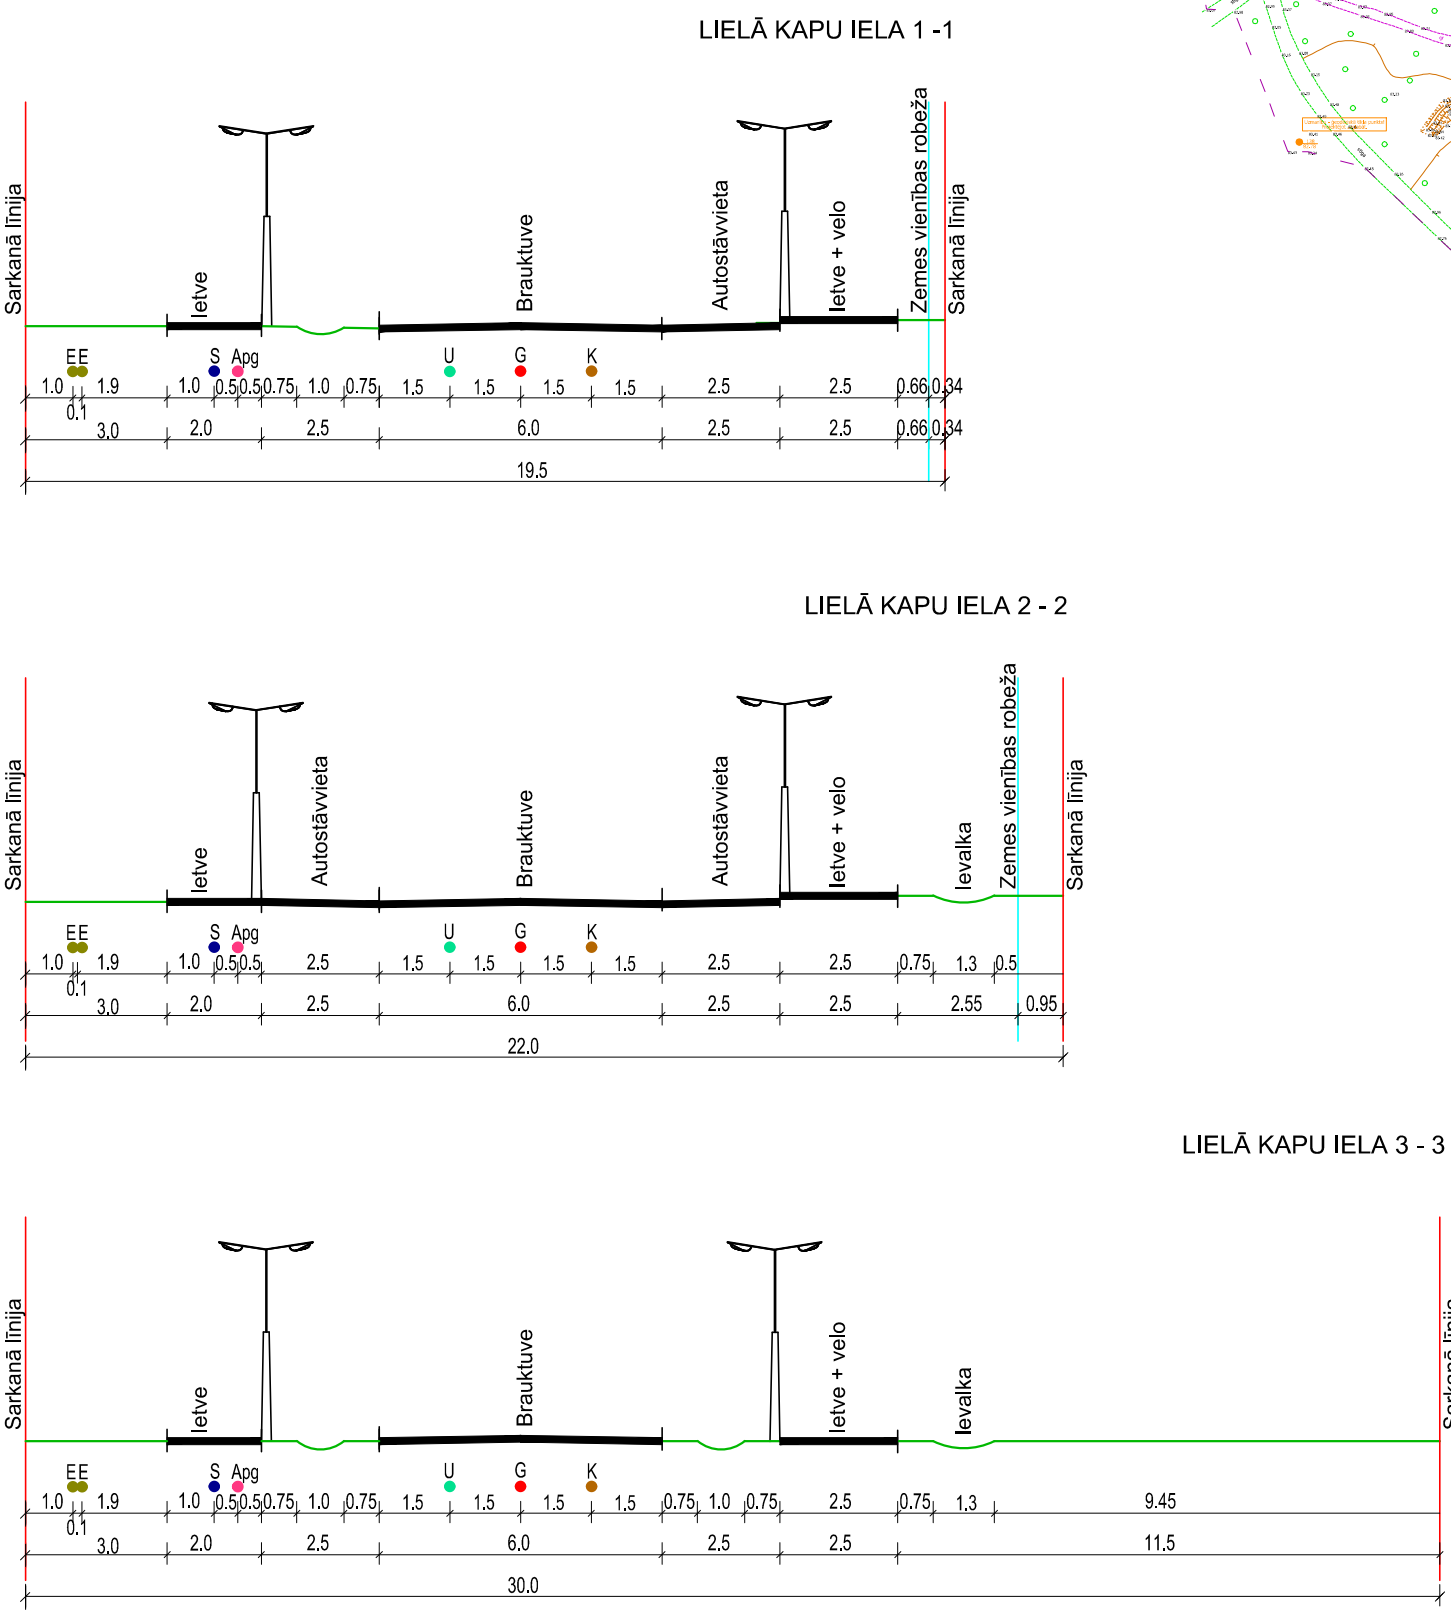 LIELĀ KAPU IELA 1 -1
Sarkanā līnija
Ietve
Brauktuve
Autostāvvieta
Ietve + velo
Zemes vienības robeža
Sarkanā līnija
E E S Apg U G K
1.0 1.9 1.0 0.5 0.5 0.75 1.0 0.75 1.5 1.5 1.5 1.5 2.5 2.5 0.66 0.34
0.1
3.0 2.0 2.5 6.0 2.5 2.5 0.66 0.34
19.5
LIELĀ KAPU IELA 2 - 2
Sarkanā līnija
Ietve
Autostāvvieta
Brauktuve
Autostāvvieta
Ietve + velo
Ievalka
Zemes vienības robeža
Sarkanā līnija
E E S Apg U G K
1.0 1.9 1.0 0.5 0.5 2.5 1.5 1.5 1.5 1.5 2.5 2.5 0.75 1.3 0.5
0.1
3.0 2.0 2.5 6.0 2.5 2.5 2.55 0.95
22.0
LIELĀ KAPU IELA 3 - 3
Sarkanā līnija
Ietve
Brauktuve
Ietve + velo
Ievalka
Sarkanā līnija
E E S Apg U G K
1.0 1.9 1.0 0.5 0.5 0.75 1.0 0.75 1.5 1.5 1.5 1.5 0.75 1.0 0.75 2.5 0.75 1.3 9.45
0.1
3.0 2.0 2.5 6.0 2.5 2.5 11.5
30.0